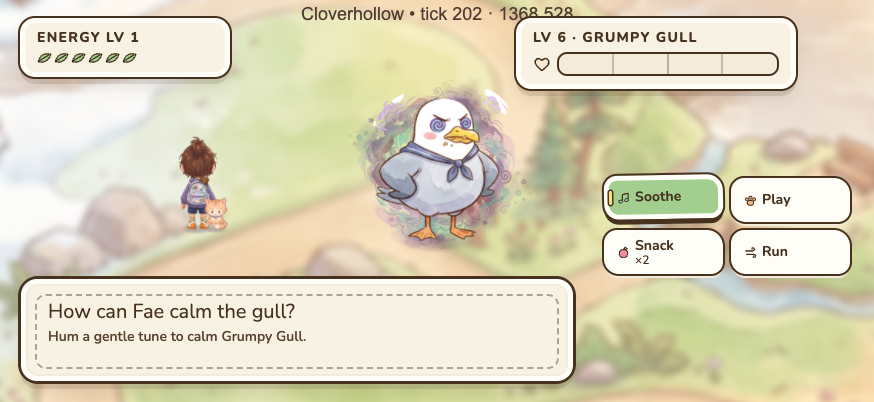 Cloverhollow • tick 202 · 1368,528
ENERGY LV 1
LV 6 · GRUMPY GULL
Soothe
Play
Snack
×2
Run
How can Fae calm the gull?
Hum a gentle tune to calm Grumpy Gull.